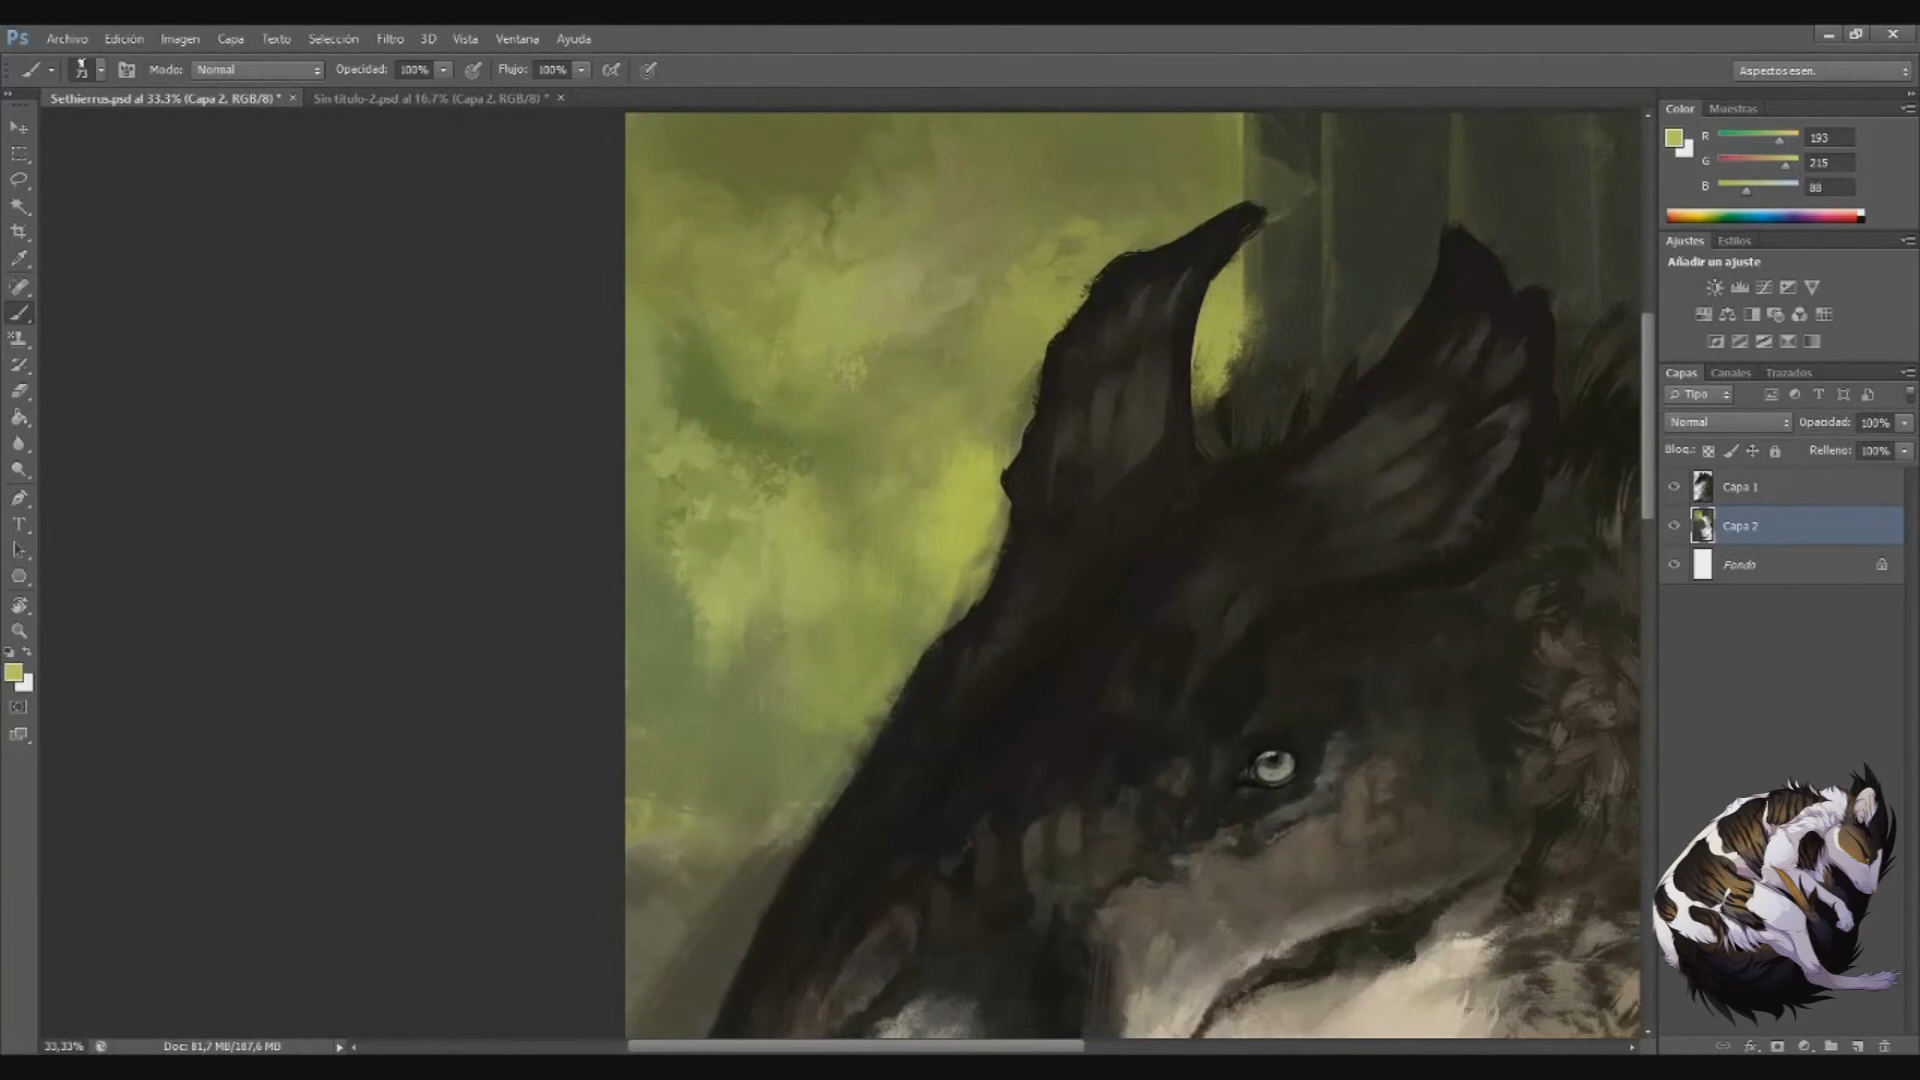 Ps Archivo Edición Imagen Capa Texto Selección Filtro 3D Vista Ventana Ayuda
73 Modo: Normal Opacidad: 100% Flujo: 100% Aspectos esen.
Sethierrus.psd al 33,3% (Capa 2, RGB/8) * × Sin título-2.psd al 16,7% (Capa 2, RGB/8) * ×
Color Muestras
R 193
G 215
B 88
Ajustes Estilos
Añadir un ajuste
Capas Canales Trazados
Tipo
Normal Opacidad: 100%
Bloq.: Relleno: 100%
Capa 1
Capa 2
Fondo
33,33% Doc: 81,7 MB/187,6 MB